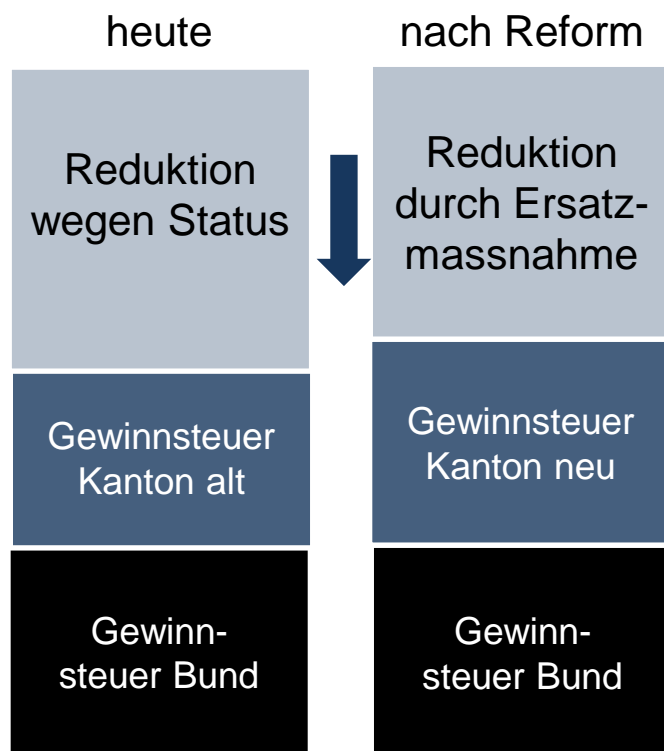 heute
Reduktion
wegen Status
Gewinnsteuer
Kanton alt
Gewinn-
steuer Bund
nach Reform
Reduktion
durch Ersatz-
massnahme
Gewinnsteuer
Kanton neu
Gewinn-
steuer Bund